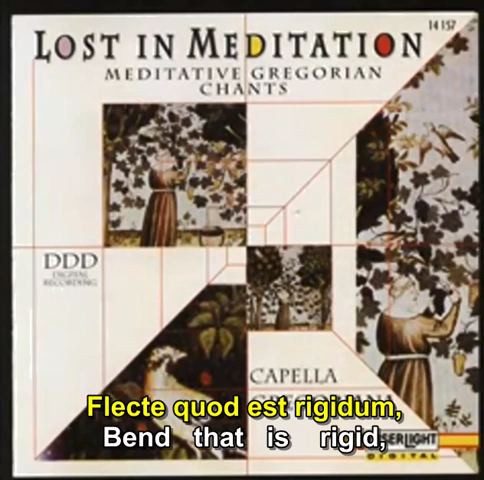 14 157
LOST IN MEDITATION
MEDITATIVE GREGORIAN
CHANTS
DDD
DIGITAL
RECORDING
CAPELLA
Flecte quod est rigidum,
Bend that is rigid,
DIGITAL